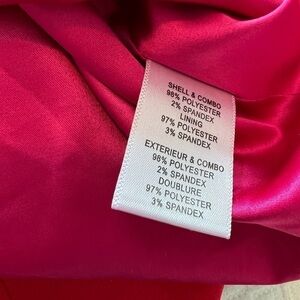 SHELL & COMBO
98% POLYESTER
2% SPANDEX
LINING
97% POLYESTER
3% SPANDEX
EXTERIEUR & COMBO
98% POLYESTER
2% SPANDEX
DOUBLURE
97% POLYESTER
3% SPANDEX